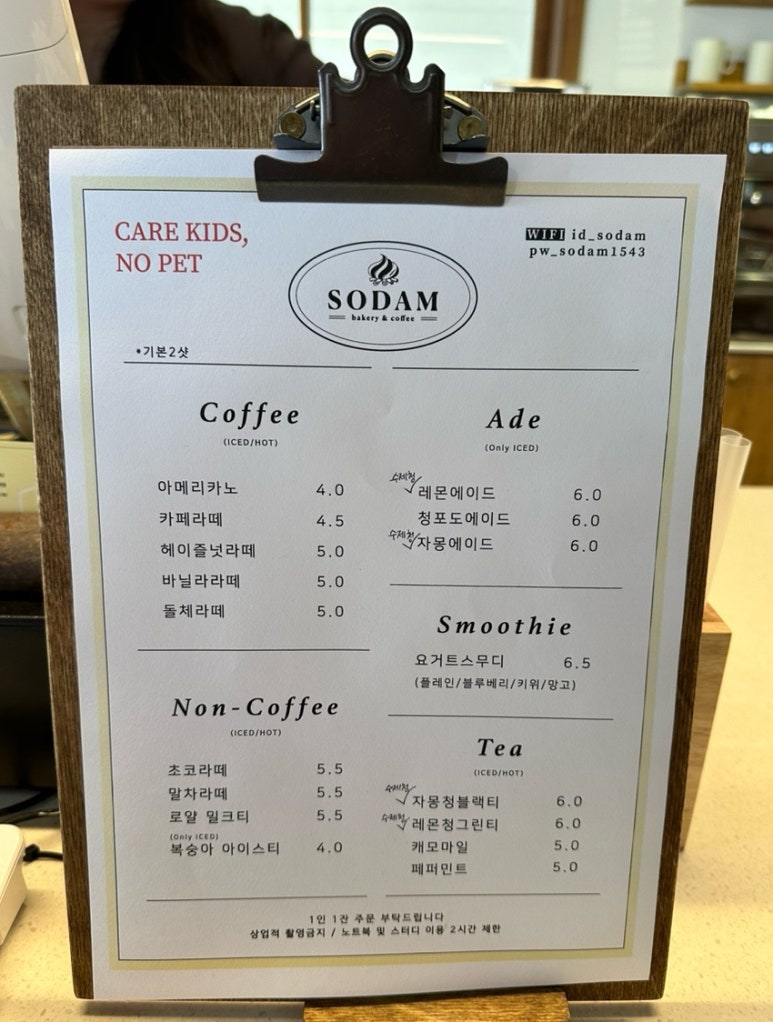 CARE KIDS,
NO PET
WIFI id_sodam
pw_sodam1543
SODAM
bakery & coffee
*기본2샷
Coffee
(ICED/HOT)
아메리카노 4.0
카페라떼 4.5
헤이즐넛라떼 5.0
바닐라라떼 5.0
돌체라떼 5.0
Non-Coffee
(ICED/HOT)
초코라떼 5.5
말차라떼 5.5
로얄 밀크티 5.5
(Only ICED)
복숭아 아이스티 4.0
Ade
(Only ICED)
수제청
레몬에이드 6.0
청포도에이드 6.0
수제청
자몽에이드 6.0
Smoothie
요거트스무디 6.5
(플레인/블루베리/키위/망고)
Tea
(ICED/HOT)
수제청
자몽청블랙티 6.0
수제청
레몬청그린티 6.0
캐모마일 5.0
페퍼민트 5.0
1인 1잔 주문 부탁드립니다
상업적 촬영금지 / 노트북 및 스터디 이용 2시간 제한